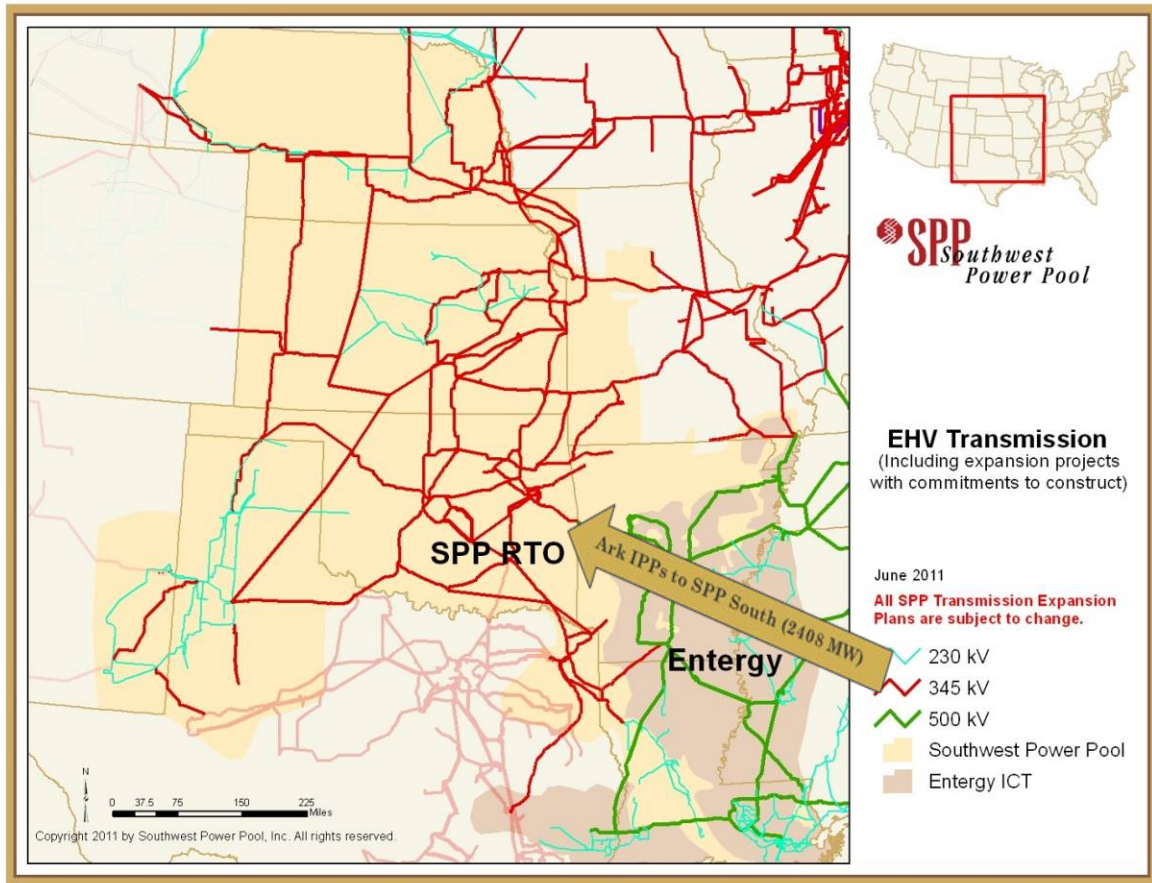 SPP
Southwest
Power Pool
EHV Transmission
(Including expansion projects
with commitments to construct)
SPP RTO
Ark IPPs to SPP South (2408 MW)
Entergy
June 2011
All SPP Transmission Expansion
Plans are subject to change.
230 kV
345 kV
500 kV
Southwest Power Pool
Entergy ICT
N
0 37.5 75 150 225
Miles
Copyright 2011 by Southwest Power Pool, Inc. All rights reserved.